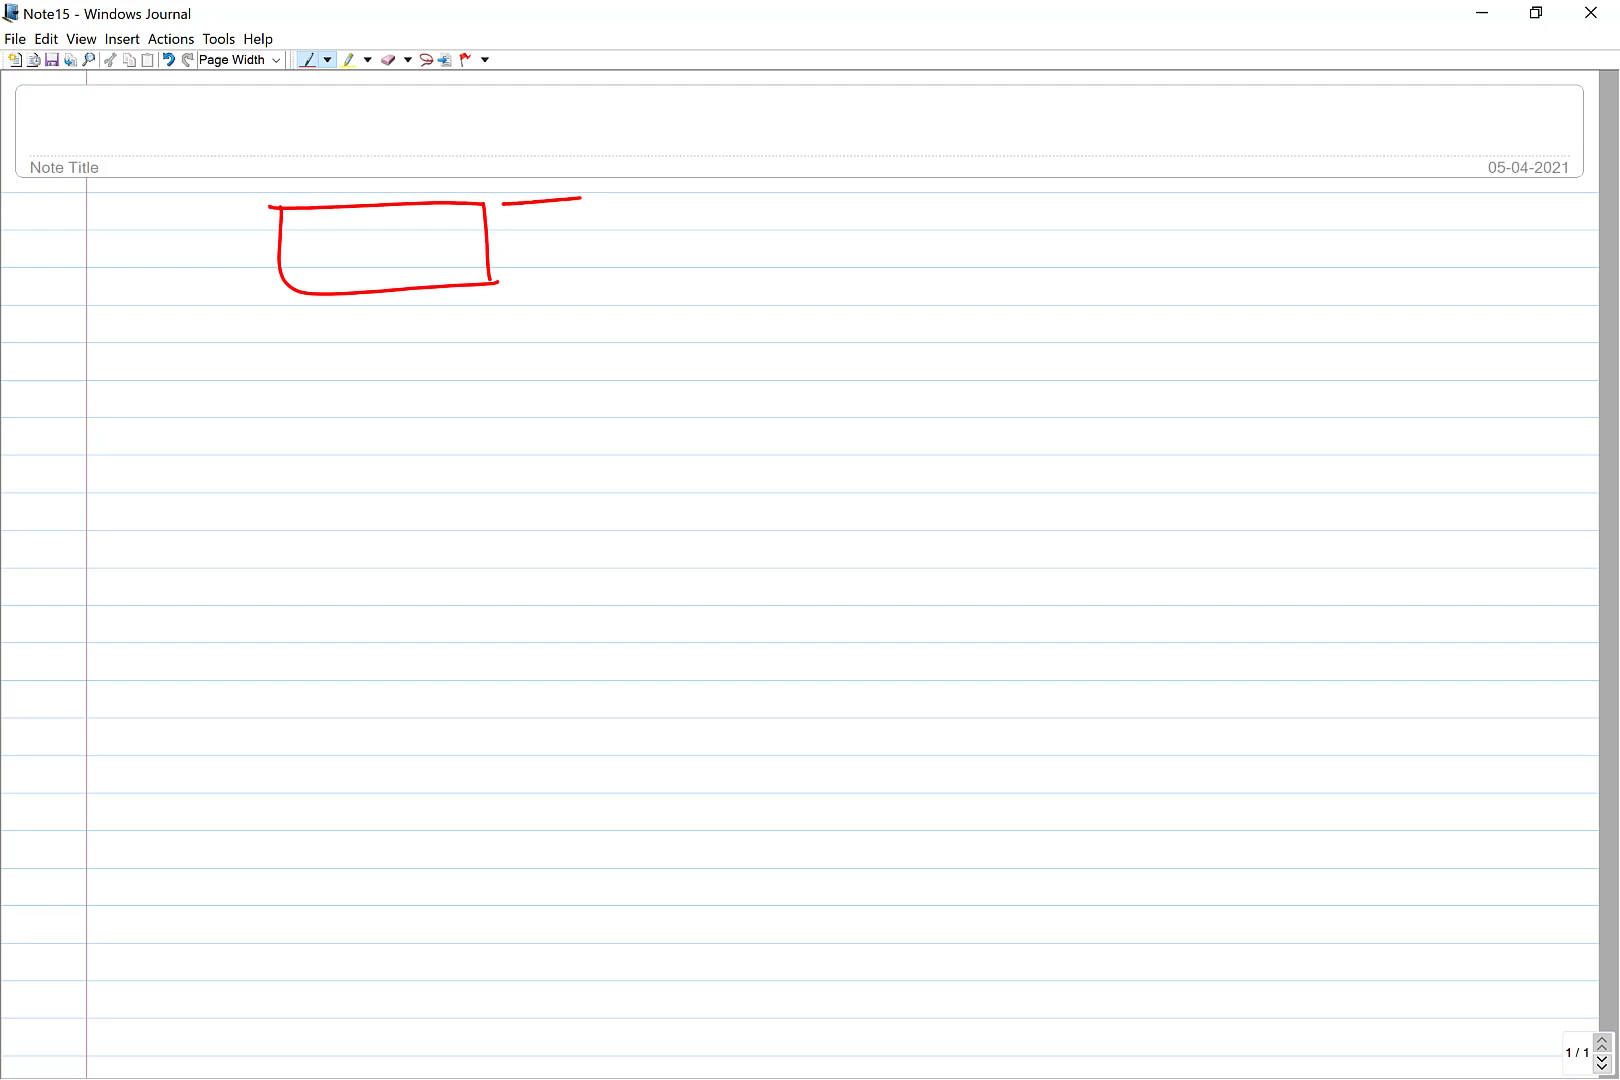 Note15 - Windows Journal
File Edit View Insert Actions Tools Help
Page Width
Note Title
05-04-2021
1 / 1